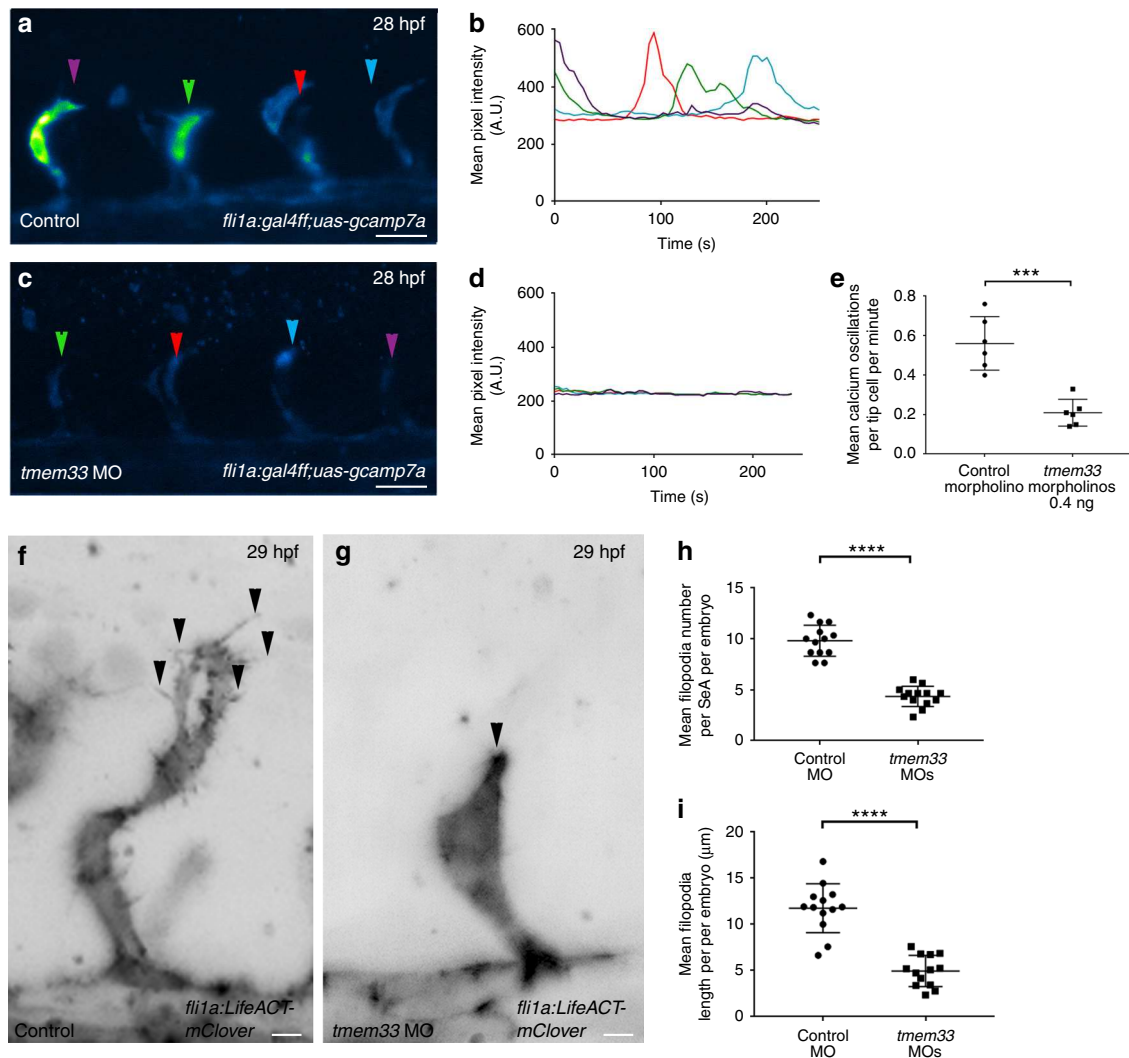 a
28 hpf
Control
fli1a:gal4ff;uas-gcamp7a
b
Mean pixel intensity
(A.U.)
600
400
200
0
0
100
200
Time (s)
c
28 hpf
tmem33 MO
fli1a:gal4ff;uas-gcamp7a
d
Mean pixel intensity
(A.U.)
600
400
200
0
0
100
200
Time (s)
e
***
Mean calcium oscillations
per tip cell per minute
0.8
0.6
0.4
0.2
0.0
Control
morpholino
tmem33
morpholinos
0.4 ng
f
29 hpf
Control
fli1a:LifeACT-
mClover
g
29 hpf
tmem33 MO
fli1a:LifeACT-
mClover
h
****
Mean filopodia number
per SeA per embryo
15
10
5
0
Control
MO
tmem33
MOs
i
****
Mean filopodia
length per per embryo (μm)
20
15
10
5
0
Control
MO
tmem33
MOs